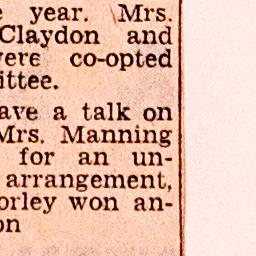 year. Mrs.
Claydon and
were co-opted
ittee.
ave a talk on
Mrs. Manning
for an un-
arrangement,
orley won an-
on